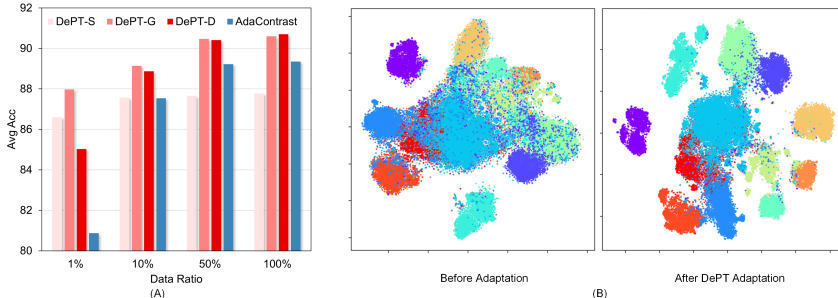 DePT-S DePT-G DePT-D AdaContrast
92
90
88
86
84
82
80
Avg Acc
1% 10% 50% 100%
Data Ratio
(A)
Before Adaptation
After DePT Adaptation
(B)